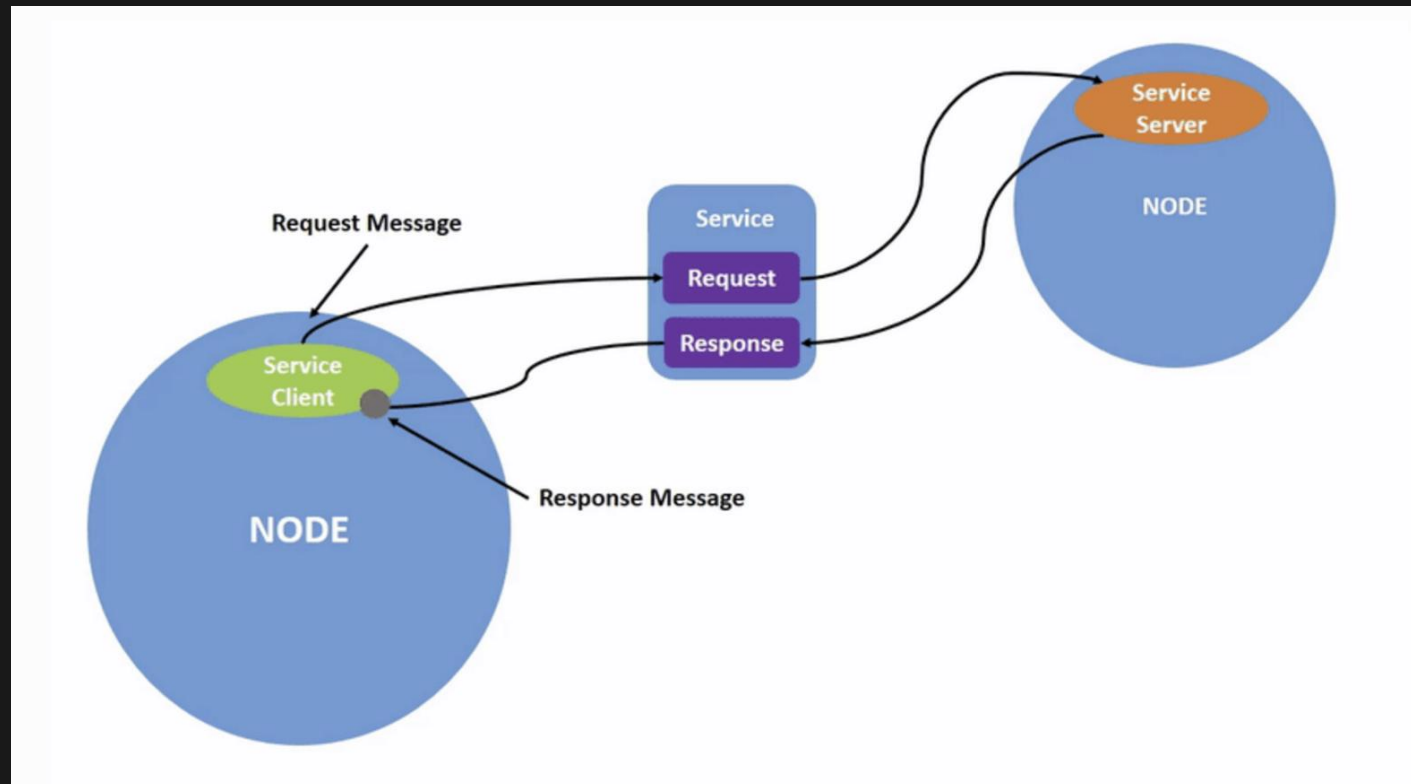 Service
Server
NODE
Request Message
Service
Request
Response
Service
Client
Response Message
NODE